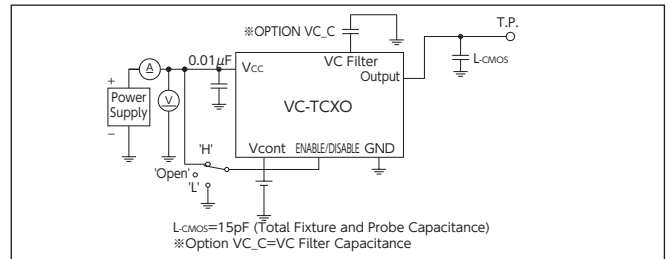 ※OPTION VC_C
T.P.
A
0.01μF
VCC
VC Filter
Output
L-CMOS
+
Power
Supply
−
V
VC-TCXO
'H'
Vcont
ENABLE/DISABLE
GND
'Open'
'L'
L-CMOS=15pF (Total Fixture and Probe Capacitance)
※Option VC_C=VC Filter Capacitance